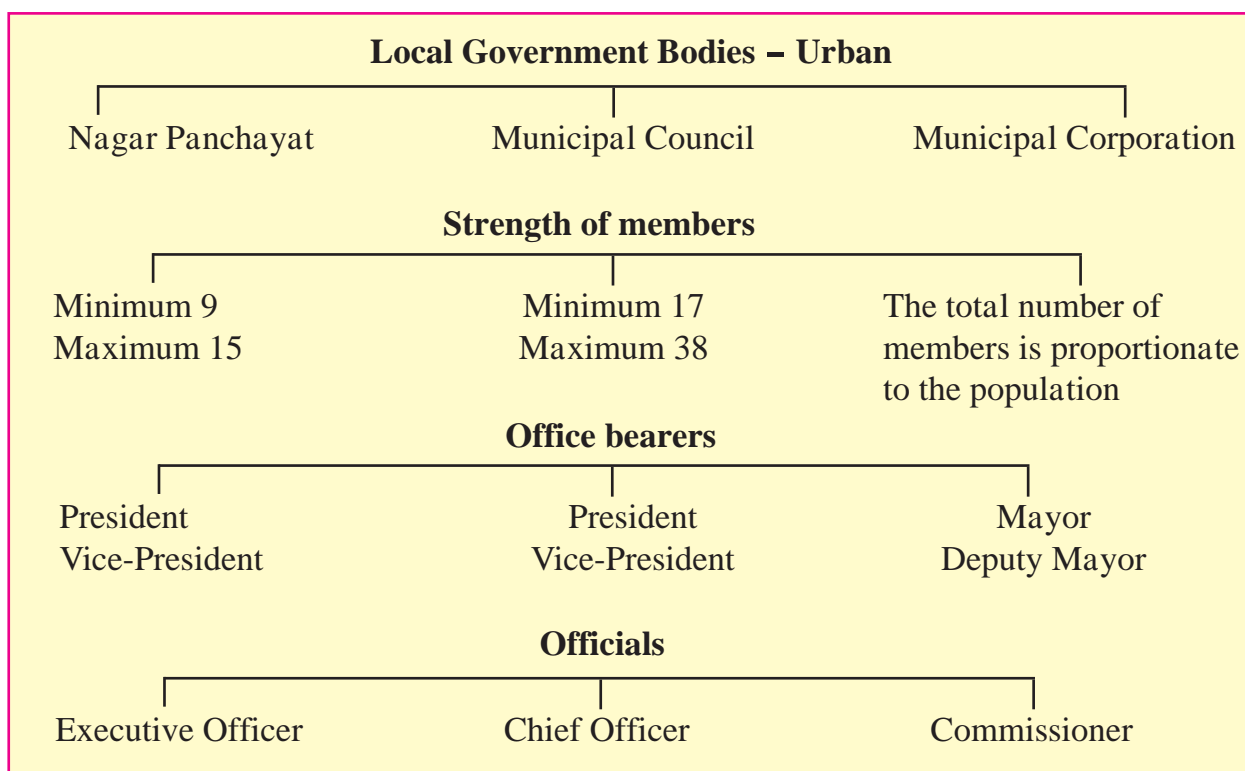 Local Government Bodies – Urban
Nagar Panchayat Municipal Council Municipal Corporation
Strength of members
Minimum 9 Minimum 17 The total number of
Maximum 15 Maximum 38 members is proportionate
to the population
Office bearers
President President Mayor
Vice-President Vice-President Deputy Mayor
Officials
Executive Officer Chief Officer Commissioner